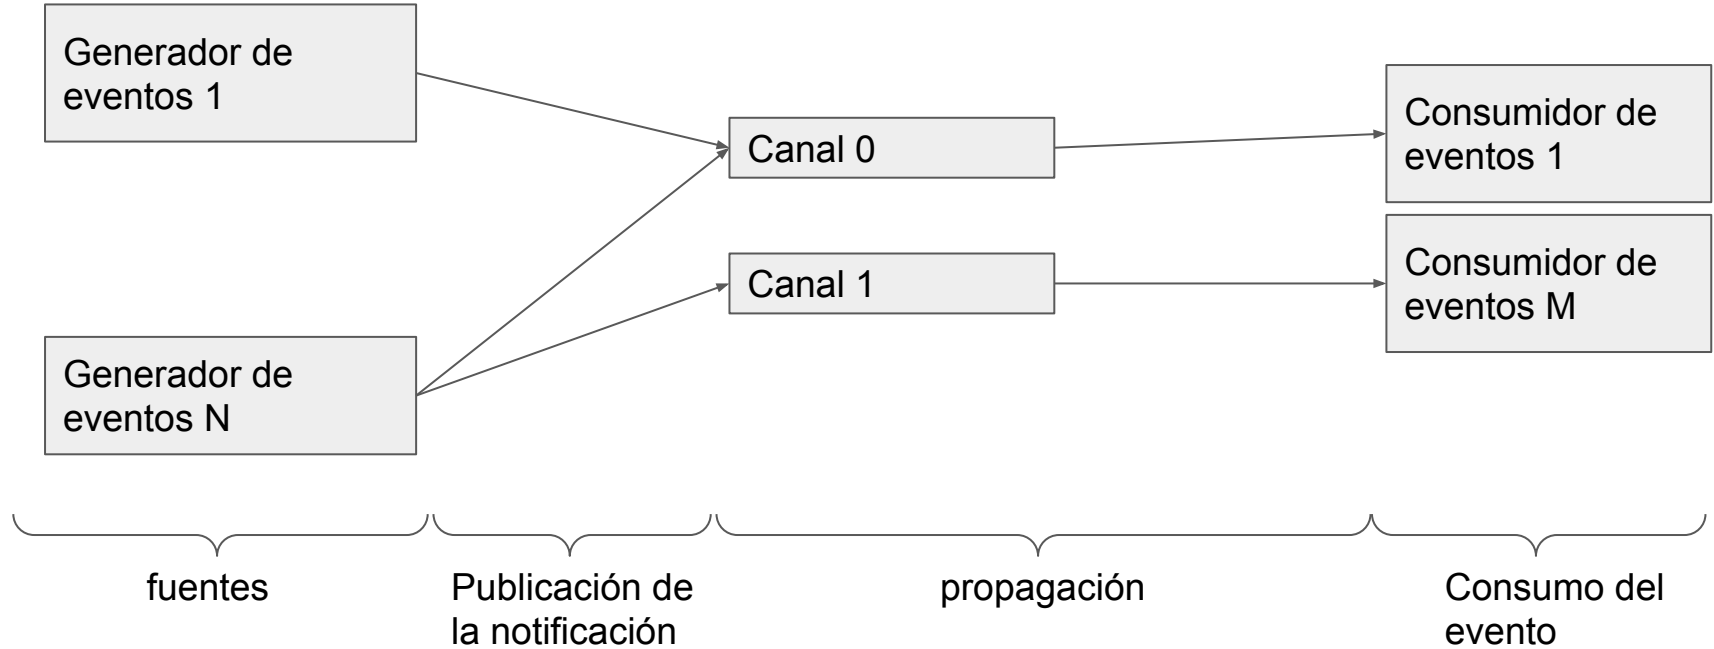 Generador de
eventos 1
Canal 0
Consumidor de
eventos 1
Canal 1
Consumidor de
eventos M
Generador de
eventos N
fuentes
Publicación de
la notificación
propagación
Consumo del
evento